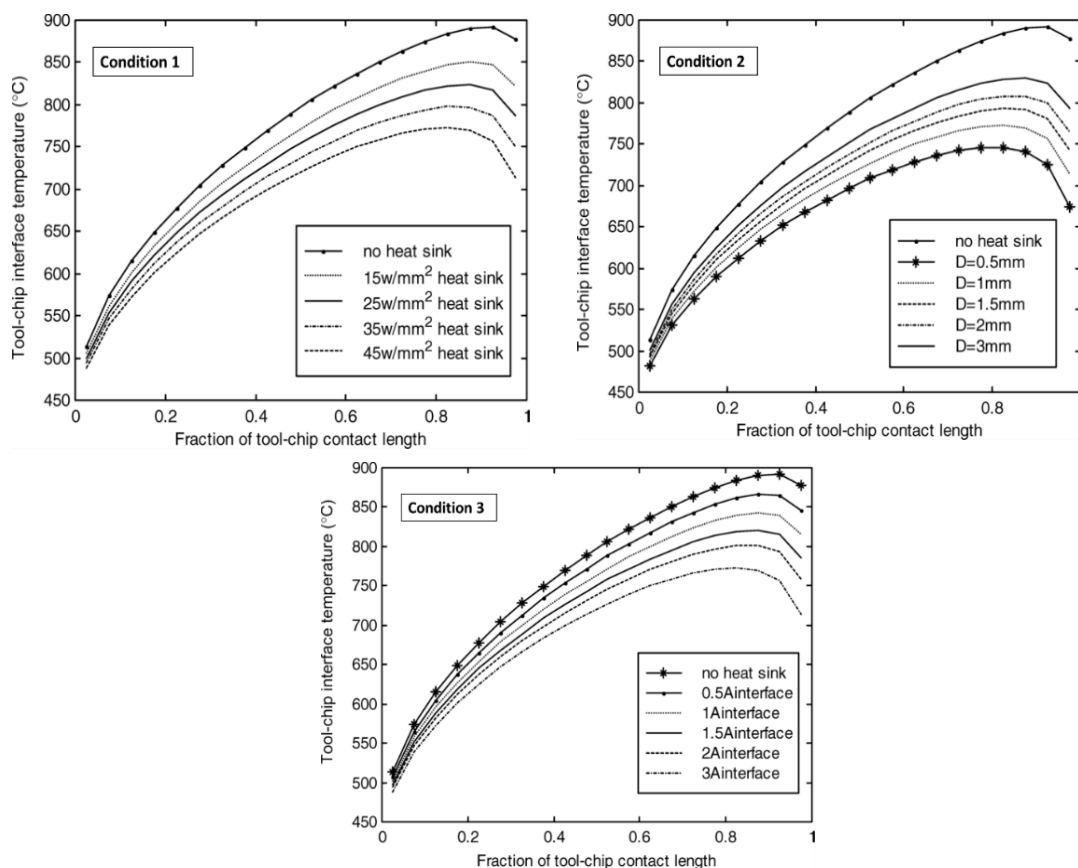 Condition 1
Tool-chip interface temperature (°C)
900
850
800
750
700
650
600
550
500
450
no heat sink
15w/mm² heat sink
25w/mm² heat sink
35w/mm² heat sink
45w/mm² heat sink
0
0.2
0.4
0.6
0.8
1
Fraction of tool-chip contact length
Condition 2
Tool-chip interface temperature (°C)
900
850
800
750
700
650
600
550
500
450
400
no heat sink
D=0.5mm
D=1mm
D=1.5mm
D=2mm
D=3mm
0
0.2
0.4
0.6
0.8
Fraction of tool-chip contact length
Condition 3
Tool-chip interface temperature (°C)
900
850
800
750
700
650
600
550
500
450
no heat sink
0.5Ainterface
1Ainterface
1.5Ainterface
2Ainterface
3Ainterface
0
0.2
0.4
0.6
0.8
1
Fraction of tool-chip contact length